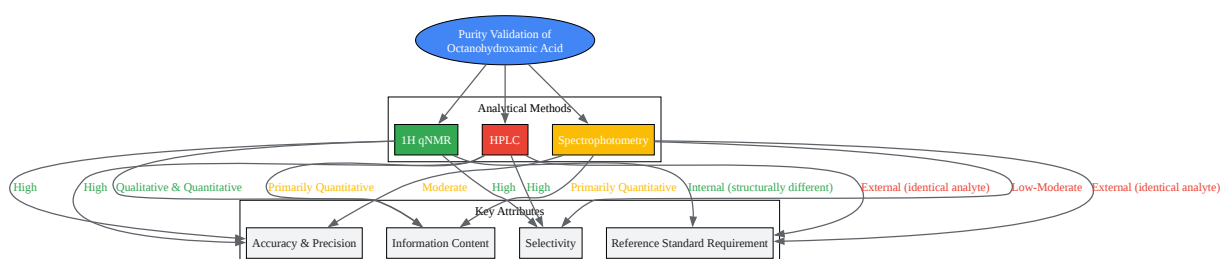 Purity Validation of
Octanohydroxamic Acid
Analytical Methods
1H qNMR
HPLC
Spectrophotometry
High
High
Qualitative & Quantitative
Primarily Quantitative
Moderate
High
High
Primarily Quantitative
Internal (structurally different)
External (identical analyte)
Low-Moderate
External (identical analyte)
Key Attributes
Accuracy & Precision
Information Content
Selectivity
Reference Standard Requirement